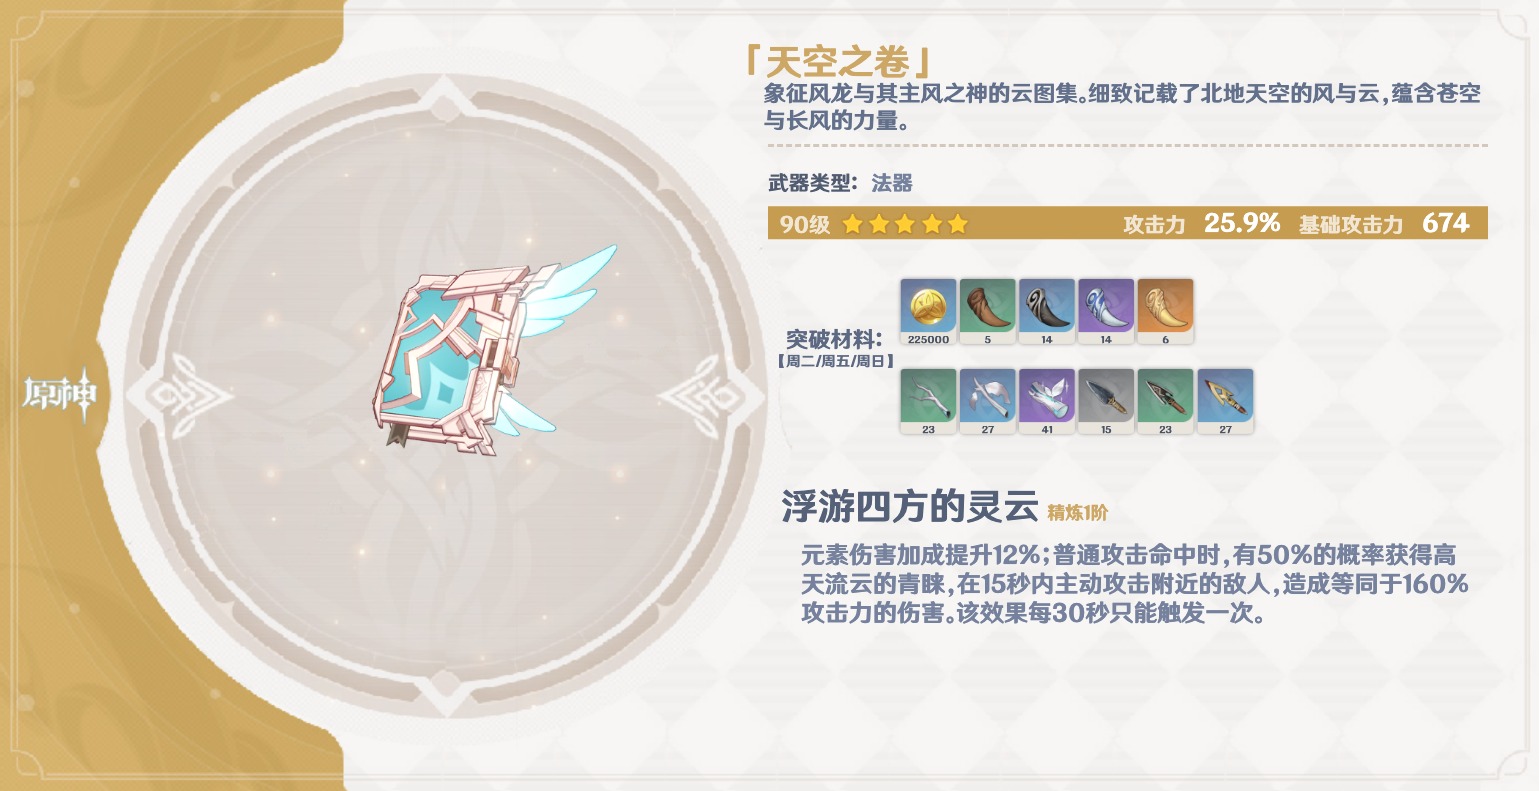 「天空之卷」
象征风龙与其主风之神的云图集。细致记载了北地天空的风与云,蕴含苍空
与长风的力量。
武器类型: 法器
90级 攻击力 25.9% 基础攻击力 674
225000 5 14 14 6
突破材料:
【周二/周五/周日】
23 27 41 15 23 27
原神
浮游四方的灵云 精炼1阶
元素伤害加成提升12%;普通攻击命中时,有50%的概率获得高
天流云的青睐,在15秒内主动攻击附近的敌人,造成等同于160%
攻击力的伤害。该效果每30秒只能触发一次。